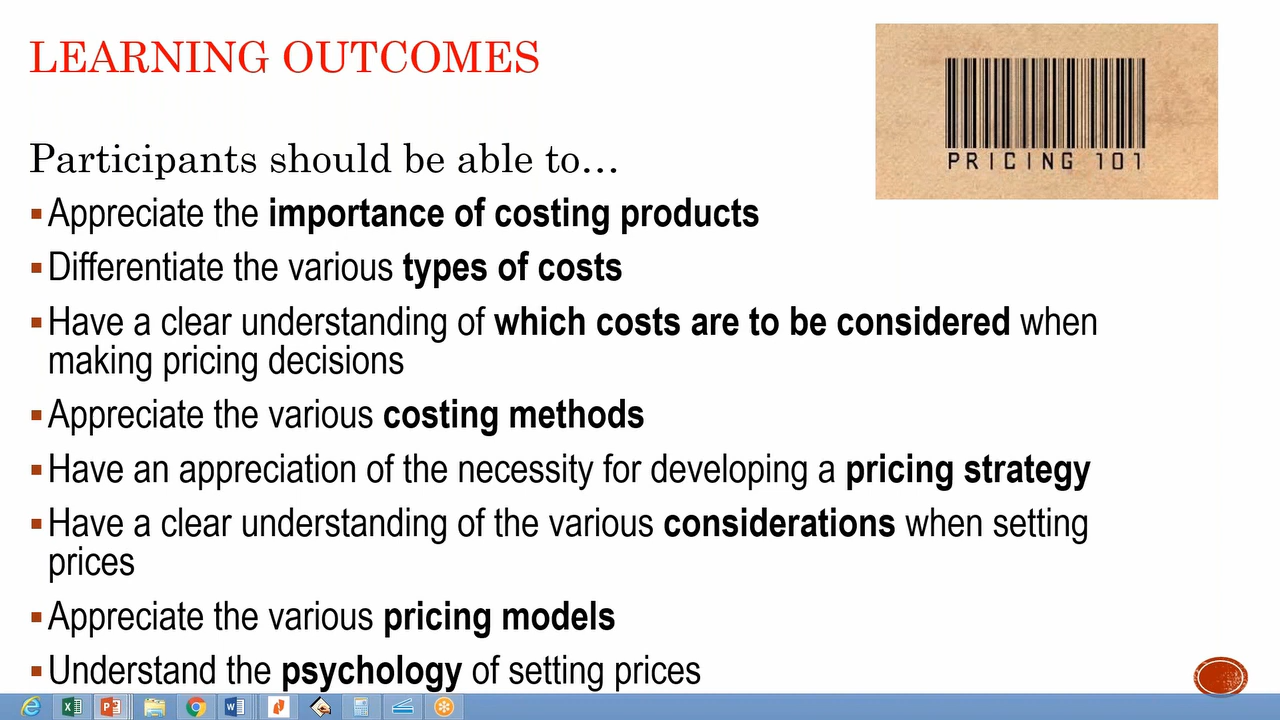 LEARNING OUTCOMES
PRICING 101
Participants should be able to...
▪Appreciate the importance of costing products
▪Differentiate the various types of costs
▪Have a clear understanding of which costs are to be considered when
making pricing decisions
▪Appreciate the various costing methods
▪Have an appreciation of the necessity for developing a pricing strategy
▪Have a clear understanding of the various considerations when setting
prices
▪Appreciate the various pricing models
▪Understand the psychology of setting prices